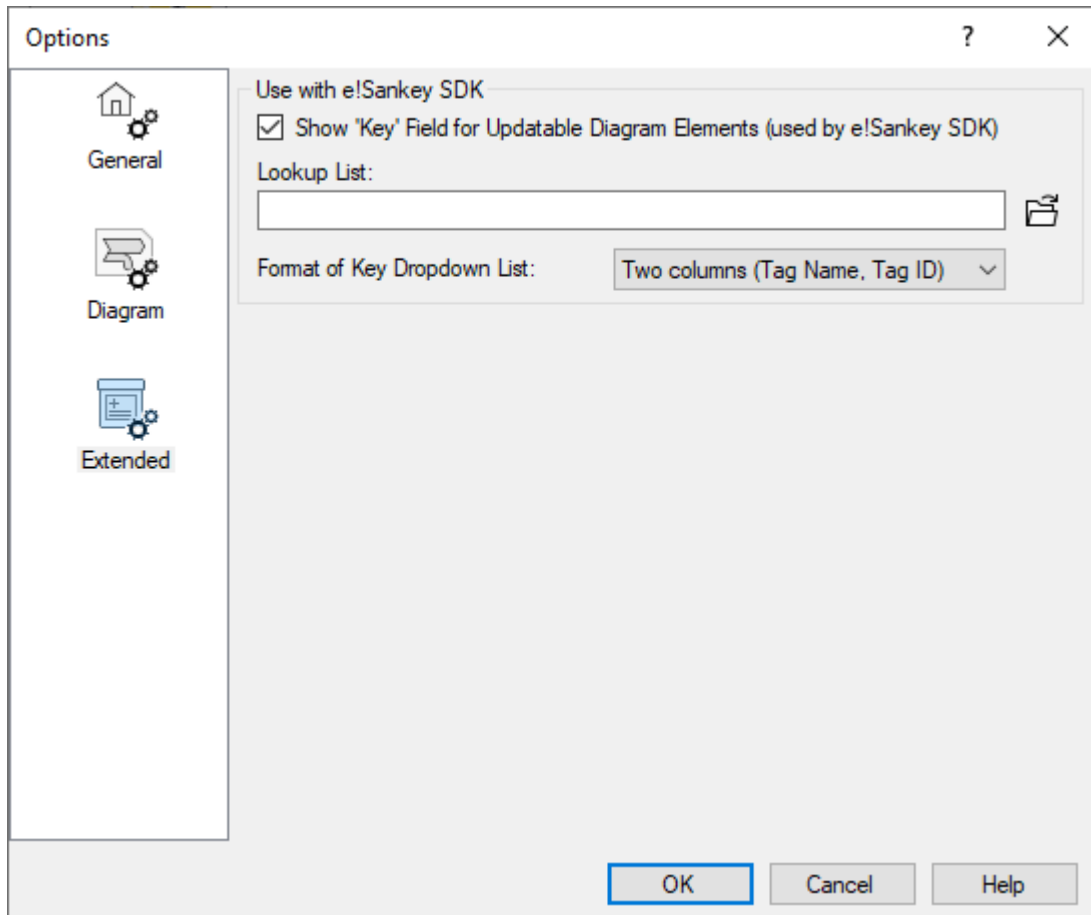 Options
?
General
Diagram
Extended
Use with e!Sankey SDK
Show 'Key' Field for Updatable Diagram Elements (used by e!Sankey SDK)
Lookup List:
Format of Key Dropdown List:
Two columns (Tag Name, Tag ID)
OK
Cancel
Help